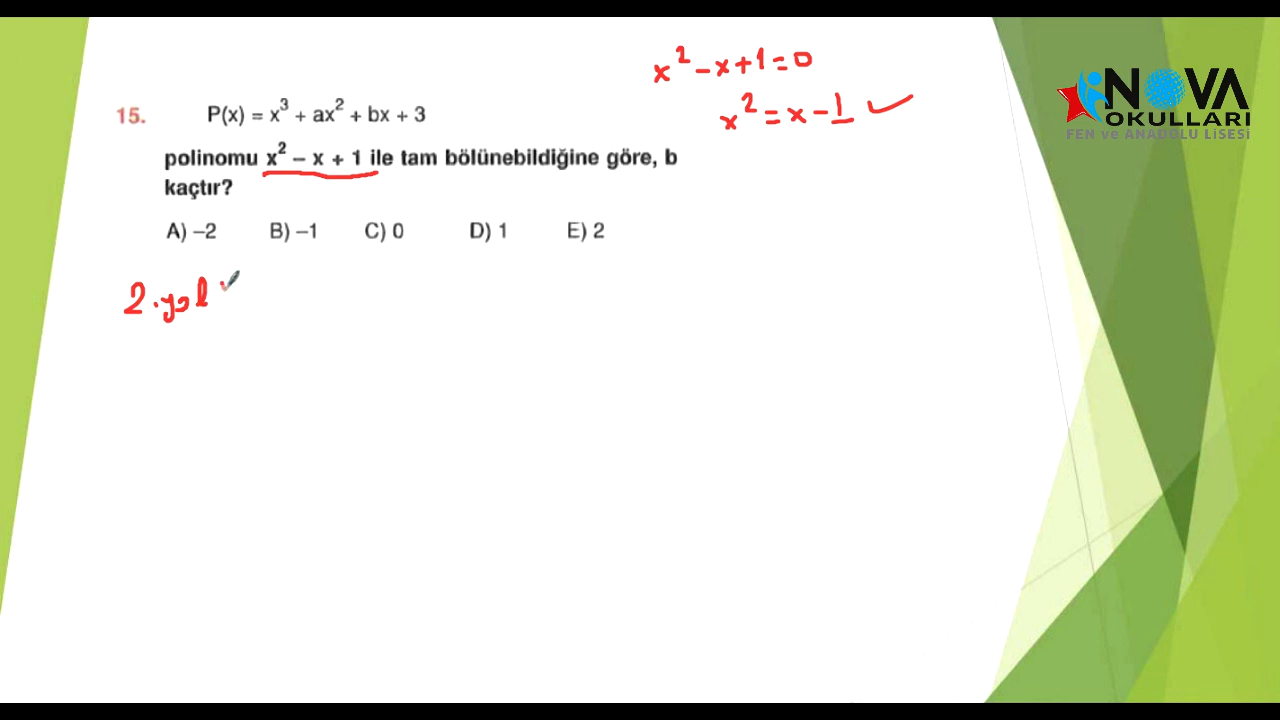 x² – x + 1 = 0
x² = x – 1
15. P(x) = x³ + ax² + bx + 3
polinomu x² – x + 1 ile tam bölünebildiğine göre, b
kaçtır?
A) –2 B) –1 C) 0 D) 1 E) 2
2.yol
NOVA
OKULLARI
FEN ve ANADOLU LİSESİ